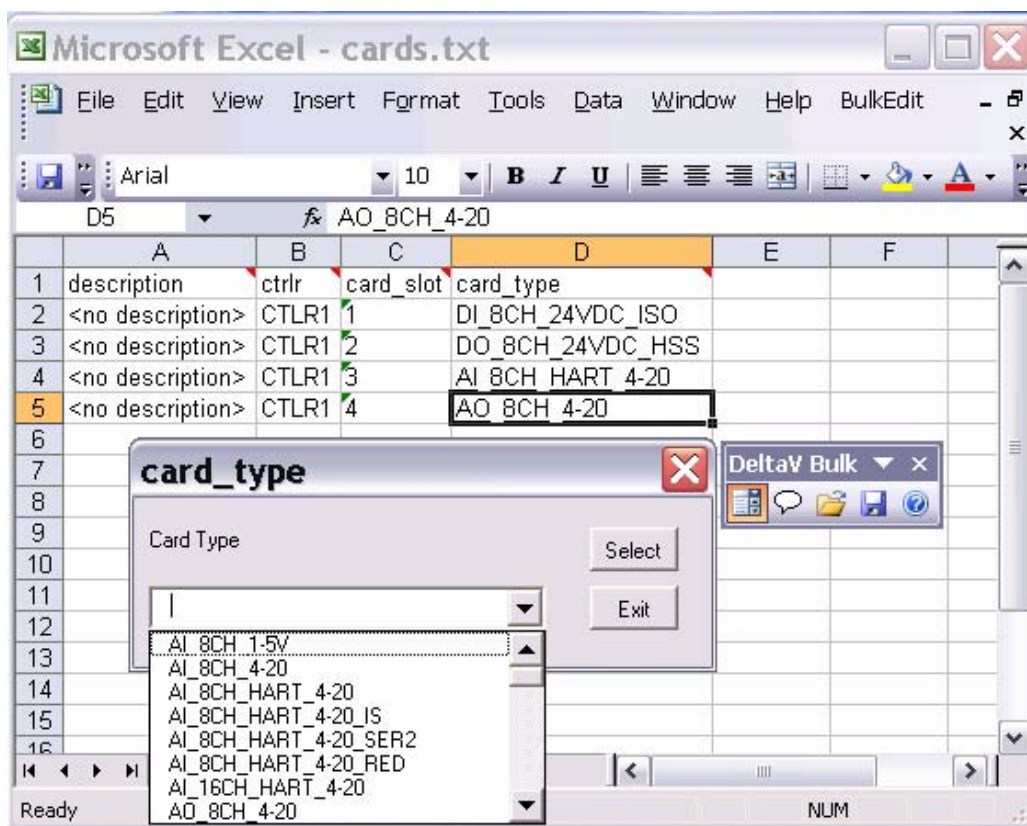 Microsoft Excel - cards.txt
File Edit View Insert Format Tools Data Window Help BulkEdit
Arial 10 B I U A
D5 fx AO_8CH_4-20
A B C D E F
1 description ctrlr card_slot card_type
2 <no description> CTLR1 1 DI_8CH_24VDC_ISO
3 <no description> CTLR1 2 DO_8CH_24VDC_HSS
4 <no description> CTLR1 3 AI_8CH_HART_4-20
5 <no description> CTLR1 4 AO_8CH_4-20
6
7
8
9
10
11
12
13
14
15
16
card_type
Card Type
Select
Exit
AI_8CH_1-5V
AI_8CH_4-20
AI_8CH_HART_4-20
AI_8CH_HART_4-20_IS
AI_8CH_HART_4-20_SER2
AI_8CH_HART_4-20_RED
AI_16CH_HART_4-20
AO_8CH_4-20
DeltaV Bulk
Ready NUM